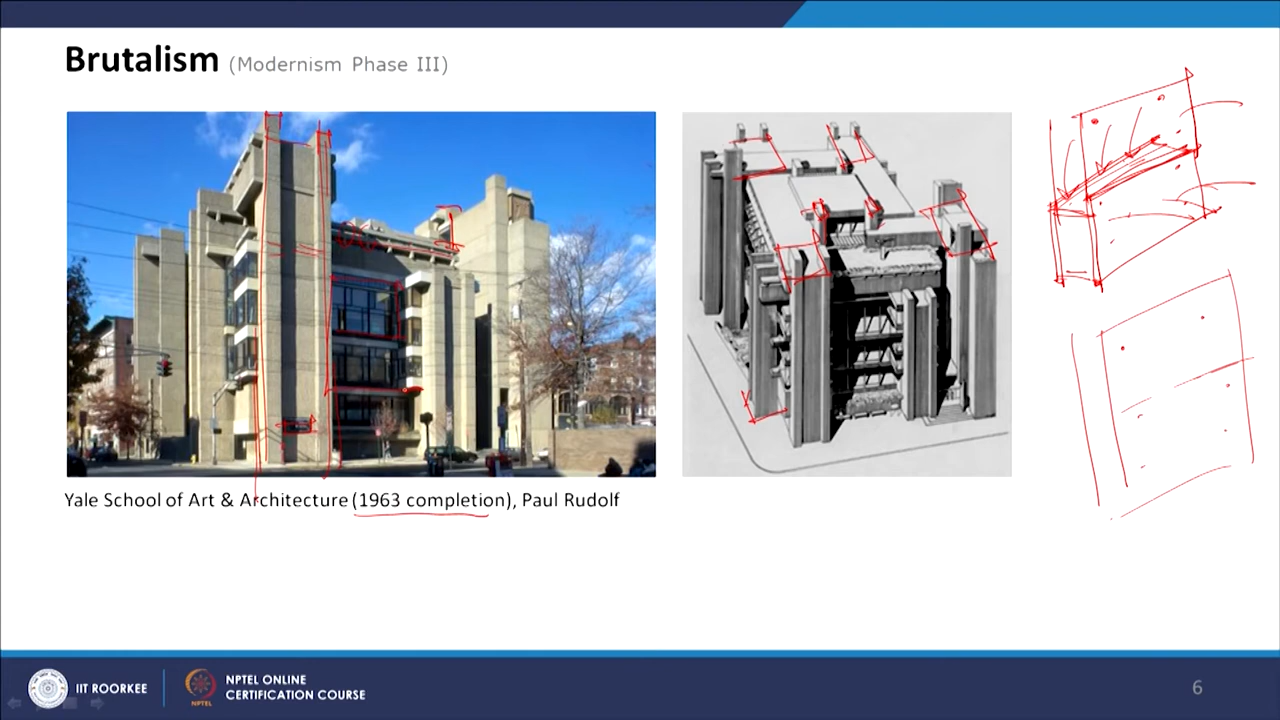 Brutalism (Modernism Phase III)
Yale School of Art & Architecture (1963 completion), Paul Rudolf
IIT ROORKEE
NPTEL
NPTEL ONLINE
CERTIFICATION COURSE
6